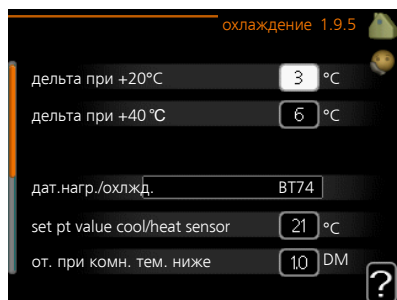 охлаждение 1.9.5
дельта при +20°C 3 °C
дельта при +40 °C 6 °C
дат.нагр./охлжд. BT74
set pt value cool/heat sensor 21 °C
от. при комн. тем. ниже 1.0 DM
?